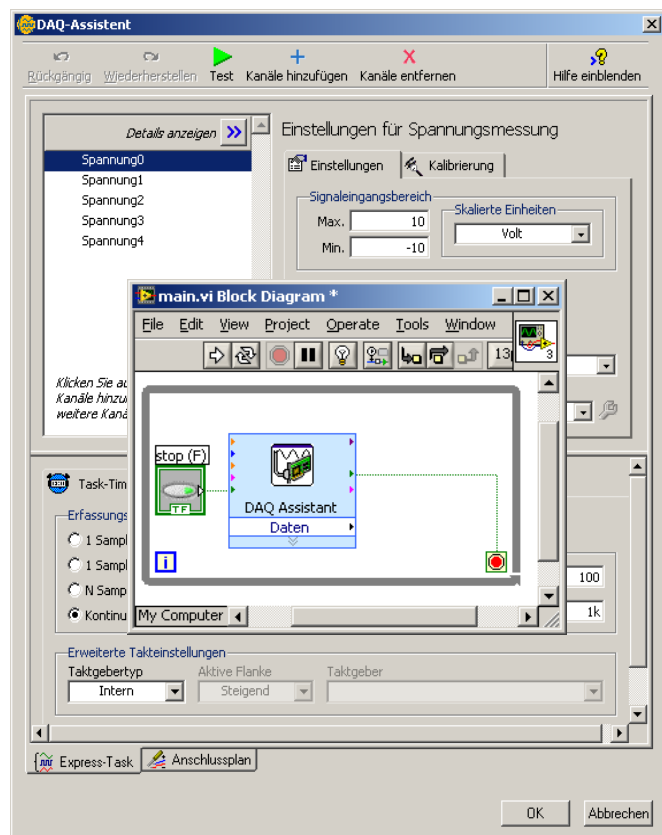 DAQ-Assistent
Rückgängig Wiederherstellen Test Kanäle hinzufügen Kanäle entfernen Hilfe einblenden
Details anzeigen
Einstellungen für Spannungsmessung
Spannung0
Spannung1
Spannung2
Spannung3
Spannung4
Einstellungen Kalibrierung
Signaleingangsbereich
Max. 10
Min. -10
Skalierte Einheiten
Volt
main.vi Block Diagram *
File Edit View Project Operate Tools Window
13
3
Klicken Sie
Kanäle
weitere
stop (F)
TF
DAQ Assistant
Daten
i
My Computer
Task-Tim
Erfassungs
1 Sampl
1 Sampl
N Samp
Kontinu
100
1k
Erweiterte Takteinstellungen
Taktgebertyp Aktive Flanke Taktgeber
Intern Steigend
Express-Task Anschlussplan
OK Abbrechen